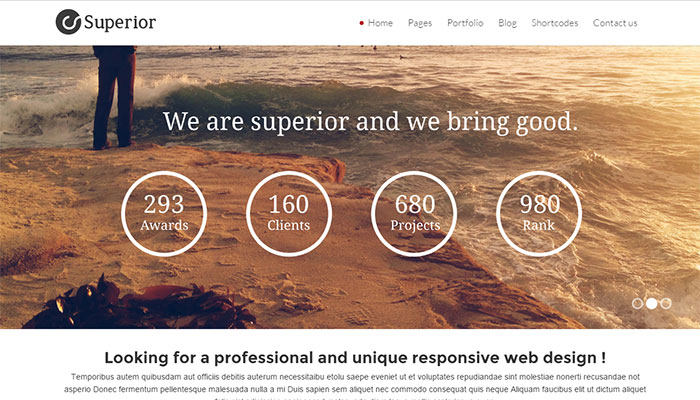 Superior
Home Pages Portfolio Blog Shortcodes Contact us
We are superior and we bring good.
293 160 680 980
Awards Clients Projects Rank
Looking for a professional and unique responsive web design !
Temporibus autem quibusdam aut officiis debitis auterum necessitaibu etolu saepe eveniet ut et voluptates repudiandae sint molestiae nonerti recusandae not
asperio Donec fermentum pellentesque malesuada nulla a mi Duis sapien sem aliquet nec commodo consequat quis neque Aliquam faucibus elit ut dictum aliquet